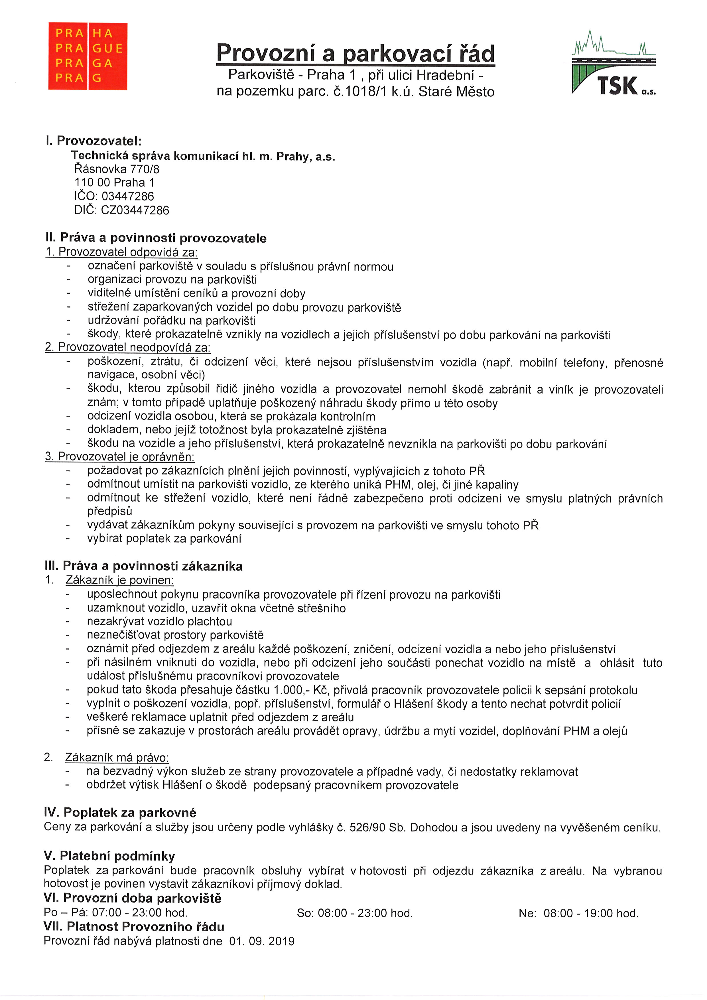 PRAHA
PRAGUE
PRAGA
PRAG
Provozní a parkovací řád
Parkoviště - Praha 1 , při ulici Hradební -
na pozemku parc. č.1018/1 k.ú. Staré Město
TSK a.s.
I. Provozovatel:
Technická správa komunikací hl. m. Prahy, a.s.
Řásnovka 770/8
110 00 Praha 1
IČO: 03447286
DIČ: CZ03447286
II. Práva a povinnosti provozovatele
1. Provozovatel odpovídá za:
- označení parkoviště v souladu s příslušnou právní normou
- organizaci provozu na parkovišti
- viditelné umístění ceníků a provozní doby
- střežení zaparkovaných vozidel po dobu provozu parkoviště
- udržování pořádku na parkovišti
- škody, které prokazatelně vznikly na vozidlech a jejich příslušenství po dobu parkování na parkovišti
2. Provozovatel neodpovídá za:
- poškození, ztrátu, či odcizení věci, které nejsou příslušenstvím vozidla (např. mobilní telefony, přenosné
navigace, osobní věci)
- škodu, kterou způsobil řidič jiného vozidla a provozovatel nemohl škodě zabránit a viník je provozovateli
znám; v tomto případě uplatňuje poškozený náhradu škody přímo u této osoby
- odcizení vozidla osobou, která se prokázala kontrolním
- dokladem, nebo jejíž totožnost byla prokazatelně zjištěna
- škodu na vozidle a jeho příslušenství, která prokazatelně nevznikla na parkovišti po dobu parkování
3. Provozovatel je oprávněn:
- požadovat po zákaznících plnění jejich povinností, vyplývajících z tohoto PŘ
- odmítnout umístit na parkovišti vozidlo, ze kterého uniká PHM, olej, či jiné kapaliny
- odmítnout ke střežení vozidlo, které není řádně zabezpečeno proti odcizení ve smyslu platných právních
předpisů
- vydávat zákazníkům pokyny související s provozem na parkovišti ve smyslu tohoto PŘ
- vybírat poplatek za parkování
III. Práva a povinnosti zákazníka
1. Zákazník je povinen:
- uposlechnout pokynu pracovníka provozovatele při řízení provozu na parkovišti
- uzamknout vozidlo, uzavřít okna včetně střešního
- nezakrývat vozidlo plachtou
- neznečišťovat prostory parkoviště
- oznámit před odjezdem z areálu každé poškození, zničení, odcizení vozidla a nebo jeho příslušenství
- při násilném vniknutí do vozidla, nebo při odcizení jeho součásti ponechat vozidlo na místě a ohlásit tuto
událost příslušnému pracovníkovi provozovatele
- pokud tato škoda přesahuje částku 1.000,- Kč, přivolá pracovník provozovatele policii k sepsání protokolu
- vyplnit o poškození vozidla, popř. příslušenství, formulář o Hlášení škody a tento nechat potvrdit policií
- veškeré reklamace uplatnit před odjezdem z areálu
- přísně se zakazuje v prostorách areálu provádět opravy, údržbu a mytí vozidel, doplňování PHM a olejů
2. Zákazník má právo:
- na bezvadný výkon služeb ze strany provozovatele a případné vady, či nedostatky reklamovat
- obdržet výtisk Hlášení o škodě podepsaný pracovníkem provozovatele
IV. Poplatek za parkovné
Ceny za parkování a služby jsou určeny podle vyhlášky č. 526/90 Sb. Dohodou a jsou uvedeny na vyvěšeném ceníku.
V. Platební podmínky
Poplatek za parkování bude pracovník obsluhy vybírat v hotovosti při odjezdu zákazníka z areálu. Na vybranou
hotovost je povinen vystavit zákazníkovi příjmový doklad.
VI. Provozní doba parkoviště
Po – Pá: 07:00 - 23:00 hod. So: 08:00 - 23:00 hod. Ne: 08:00 - 19:00 hod.
VII. Platnost Provozního řádu
Provozní řád nabývá platnosti dne 01. 09. 2019